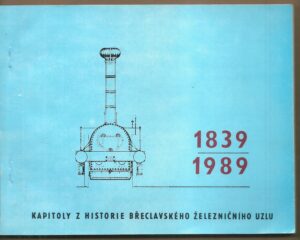 1839
1989
KAPITOLY Z HISTORIE BŘECLAVSKÉHO ŽELEZNIČNÍHO UZLU